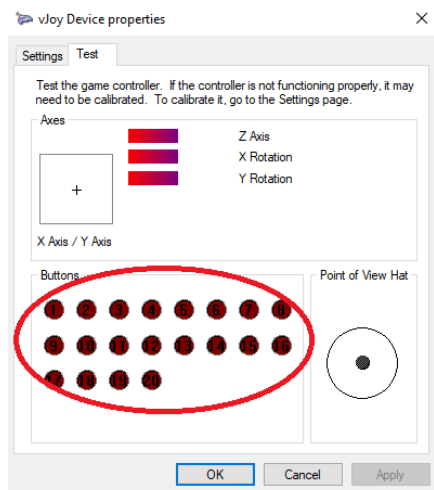 vJoy Device properties
Settings Test
Test the game controller. If the controller is not functioning properly, it may
need to be calibrated. To calibrate it, go to the Settings page.
Axes
Z Axis
X Rotation
Y Rotation
X Axis / Y Axis
Buttons
1 2 3 4 5 6 7 8
9 10 11 12 13 14 15 16
17 18 19 20
Point of View Hat
OK Cancel Apply